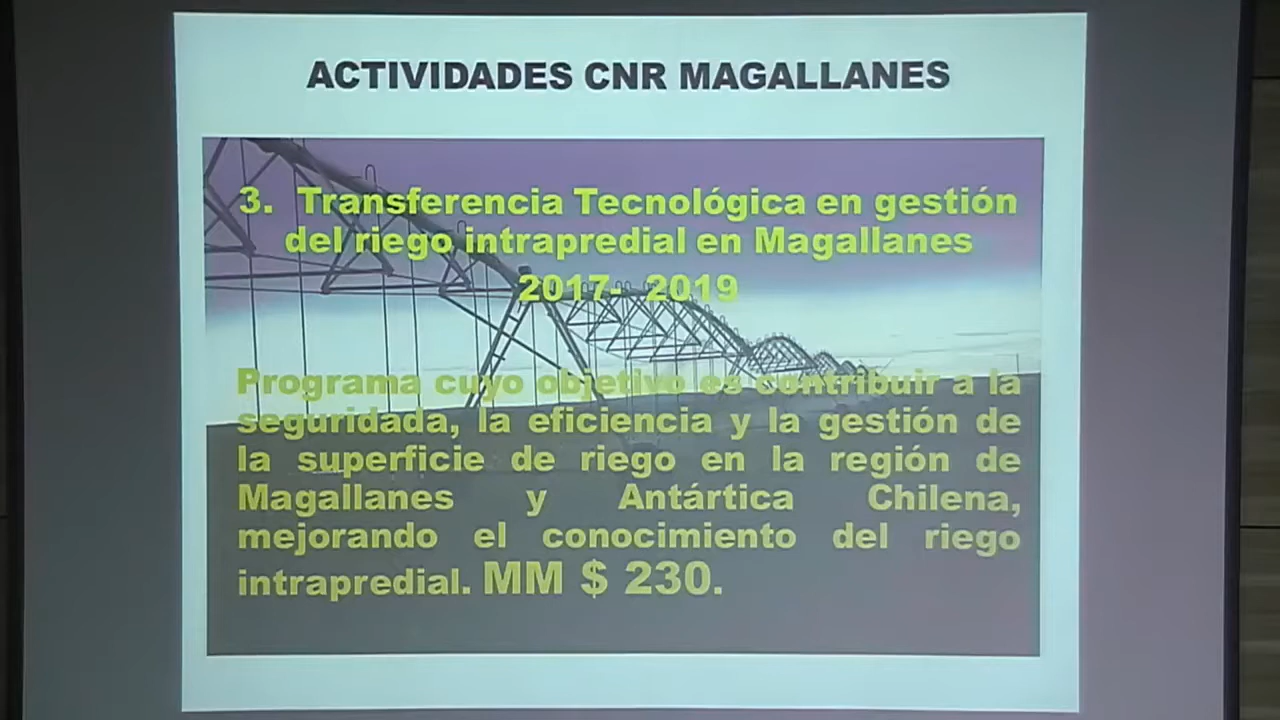 ACTIVIDADES CNR MAGALLANES
3. Transferencia Tecnológica en gestión
del riego intrapredial en Magallanes
2017- 2019
Programa cuyo objetivo es contribuir a la
seguridada, la eficiencia y la gestión de
la superficie de riego en la región de
Magallanes y Antártica Chilena,
mejorando el conocimiento del riego
intrapredial. MM $ 230.